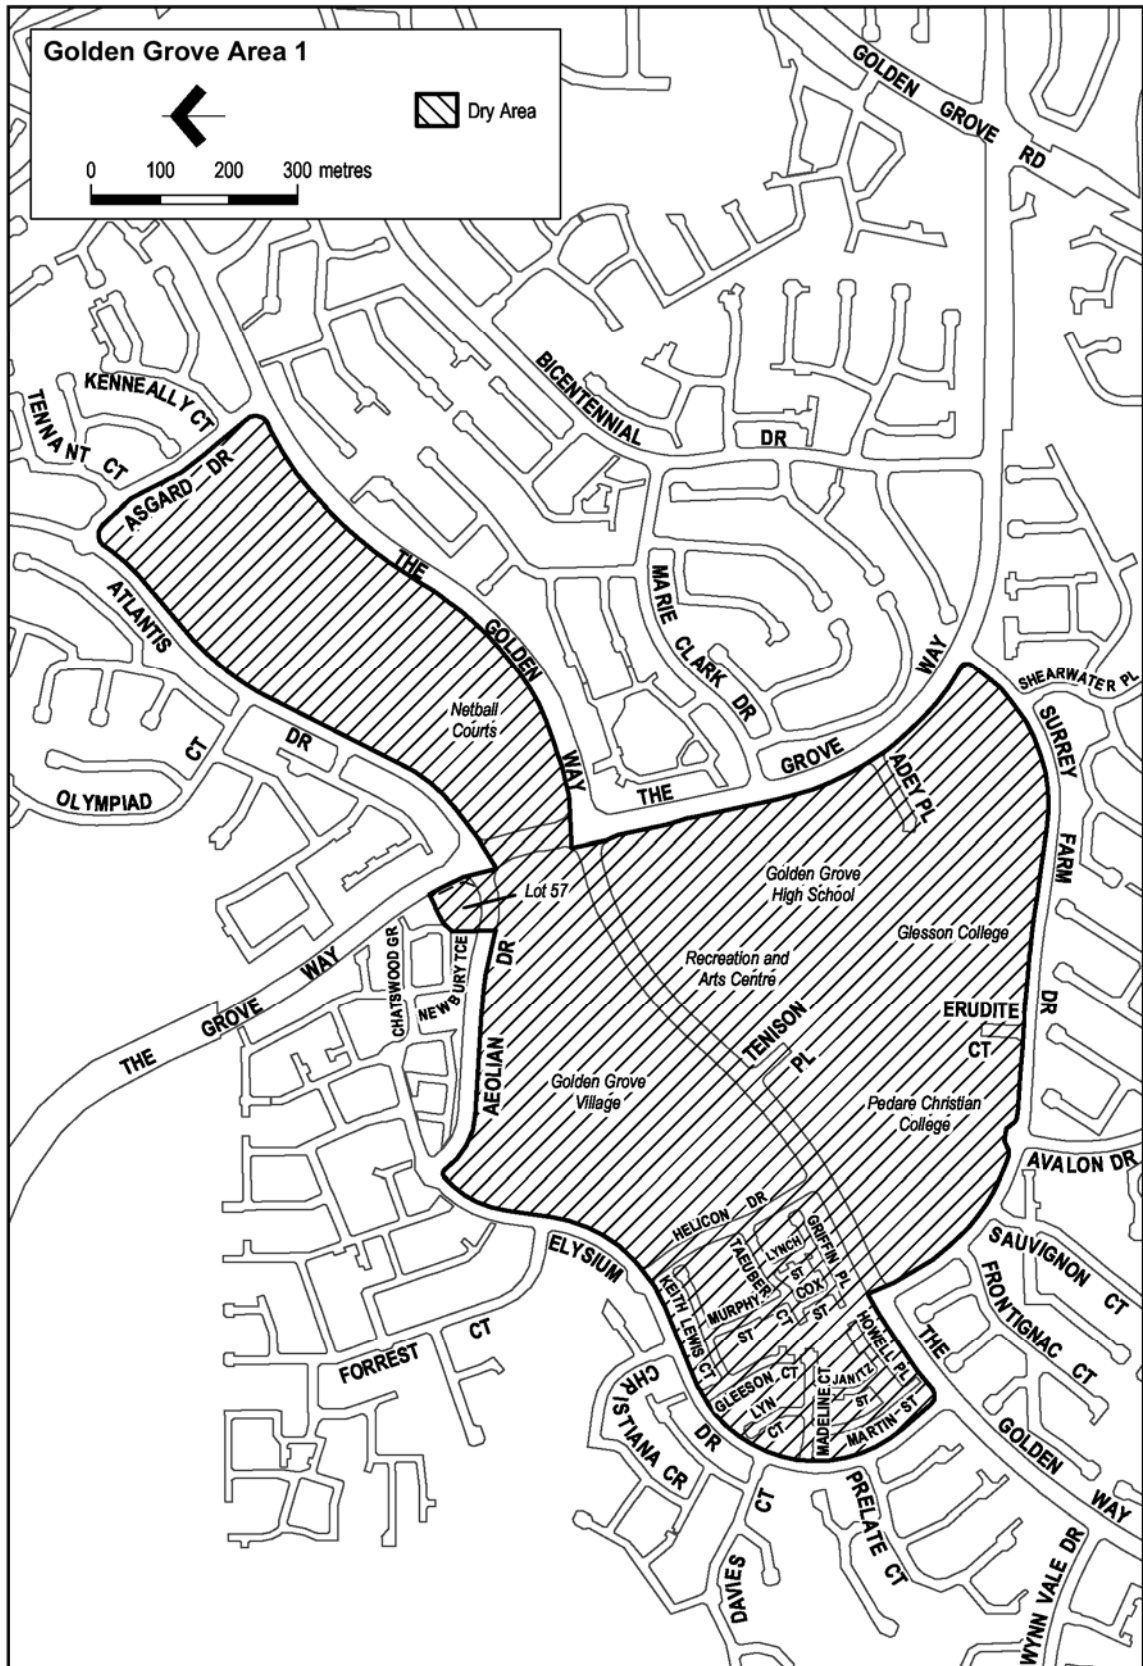 Golden Grove Area 1
Dry Area
0 100 200 300 metres
GOLDEN GROVE RD
KENNEALLY CT
TENNANT CT
ASGARD DR
BICENTENNIAL DR
THE GOLDEN WAY
ATLANTIS DR
MARIE CLARK DR
SHEARWATER PL
SURREY FARM DR
Netball
Courts
OLYMPIAD CT
THE GROVE WAY
ADEY PL
Golden Grove
High School
Lot 57
Glesson College
Recreation and
Arts Centre
CHATSWOOD GR
NEWBURY TCE
THE GROVE WAY
AEOLIAN DR
ERUDITE CT
TENISON PL
Golden Grove
Village
Pedare Christian
College
AVALON DR
HELICON DR
ELYSIUM DR
TAEUBER CT
LYNCH ST
GRIFFIN PL
COX ST
KEITH LEWIS CT
MURPHY ST
SAUVIGNON CT
FRONTIGNAC CT
HOWELL PL
THE GOLDEN WAY
FORREST CT
CHRISTIANA CR
GLEESON CT
LYN CT
MADELINE CT
JANITZ ST
MARTIN ST
PRELATE CT
DAVIES CT
WYNN VALE DR